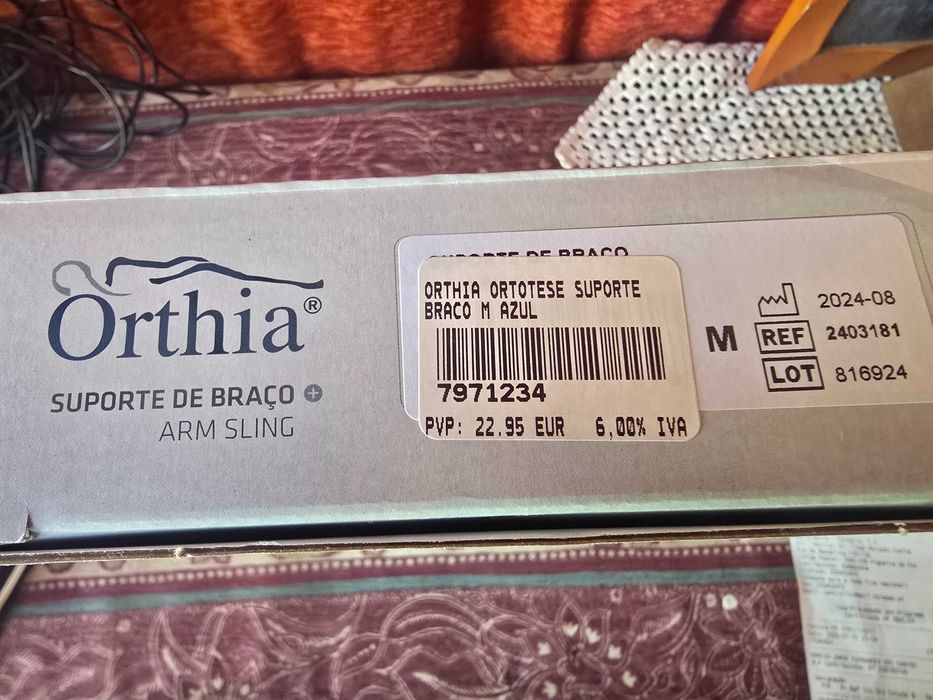 Orthia®
SUPORTE DE BRAÇO
ARM SLING
SUPORTE DE BRAÇO
ORTHIA ORTOTESE SUPORTE
BRACO M AZUL
7971234
PVP: 22.95 EUR 6,00% IVA
M
2024-08
REF 2403181
LOT 816924